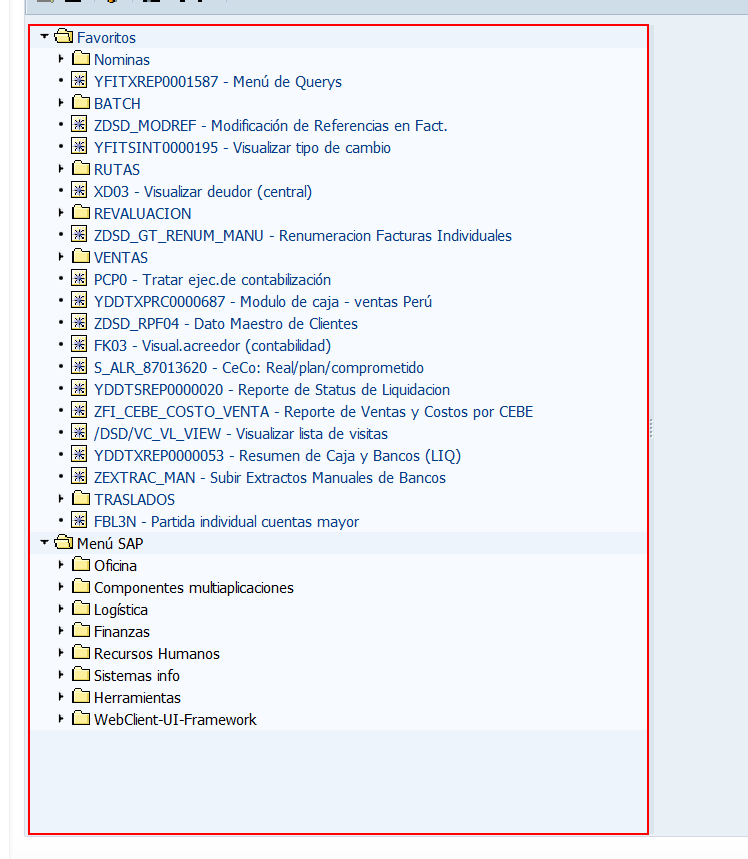 Favoritos
Nominas
YFITXREP0001587 - Menú de Querys
BATCH
ZDSD_MODREF - Modificación de Referencias en Fact.
YFITSINT0000195 - Visualizar tipo de cambio
RUTAS
XD03 - Visualizar deudor (central)
REVALUACION
ZDSD_GT_RENUM_MANU - Renumeracion Facturas Individuales
VENTAS
PCP0 - Tratar ejec.de contabilización
YDDTXPRC0000687 - Modulo de caja - ventas Perú
ZDSD_RPF04 - Dato Maestro de Clientes
FK03 - Visual.acreedor (contabilidad)
S_ALR_87013620 - CeCo: Real/plan/comprometido
YDDTSREP0000020 - Reporte de Status de Liquidacion
ZFI_CEBE_COSTO_VENTA - Reporte de Ventas y Costos por CEBE
/DSD/VC_VL_VIEW - Visualizar lista de visitas
YDDTXREP0000053 - Resumen de Caja y Bancos (LIQ)
ZEXTRAC_MAN - Subir Extractos Manuales de Bancos
TRASLADOS
FBL3N - Partida individual cuentas mayor
Menú SAP
Oficina
Componentes multiaplicaciones
Logística
Finanzas
Recursos Humanos
Sistemas info
Herramientas
WebClient-UI-Framework